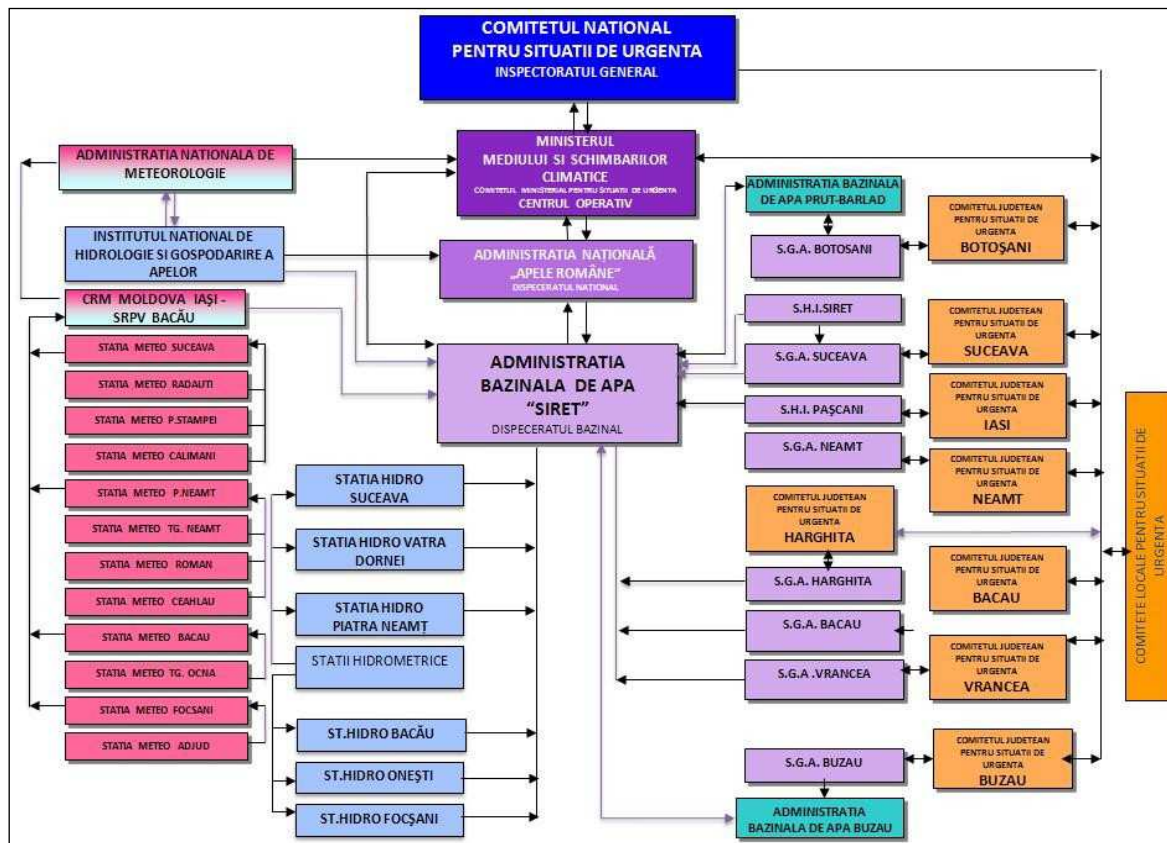 COMITETUL NATIONAL
PENTRU SITUATII DE URGENTA
INSPECTORATUL GENERAL
MINISTERUL
MEDIULUI SI SCHIMBARILOR
CLIMATICE
COMITETUL MINISTERIAL PENTRU SITUATII DE URGENTA
CENTRUL OPERATIV
ADMINISTRATIA NATIONALA DE
METEOROLOGIE
INSTITUTUL NATIONAL DE
HIDROLOGIE SI GOSPODARIRE A
APELOR
ADMINISTRATIA NAȚIONALĂ
„APELE ROMÂNE”
DISPECERATUL NAȚIONAL
CRM MOLDOVA IAŞI -
SRPV BACĂU
STATIA METEO SUCEAVA
STATIA METEO RADAUTI
STATIA METEO P.STAMPEI
STATIA METEO CALIMANI
STATIA METEO P.NEAMT
STATIA METEO TG. NEAMT
STATIA METEO ROMAN
STATIA METEO CEAHLAU
STATIA METEO BACAU
STATIA METEO TG. OCNA
STATIA METEO FOCSANI
STATIA METEO ADJUD
ADMINISTRATIA
BAZINALA DE APA
“SIRET”
DISPECERATUL BAZINAL
STATIA HIDRO
SUCEAVA
STATIA HIDRO VATRA
DORNEI
STATIA HIDRO
PIATRA NEAMȚ
STATII HIDROMETRICE
ST.HIDRO BACĂU
ST.HIDRO ONEŞTI
ST.HIDRO FOCŞANI
ADMINISTRATIA BAZINALA
DE APA PRUT-BARLAD
S.G.A. BOTOSANI
COMITETUL JUDETEAN
PENTRU SITUATII DE
URGENTA
BOTOŞANI
S.H.I.SIRET
S.G.A. SUCEAVA
COMITETUL JUDETEAN
PENTRU SITUATII DE
URGENTA
SUCEAVA
S.H.I. PAŞCANI
COMITETUL JUDETEAN
PENTRU SITUATII DE
URGENTA
IASI
S.G.A. NEAMT
COMITETUL JUDETEAN
PENTRU SITUATII DE
URGENTA
NEAMT
COMITETUL JUDETEAN
PENTRU SITUATII DE
URGENTA
HARGHITA
S.G.A. HARGHITA
COMITETUL JUDETEAN
PENTRU SITUATII DE
URGENTA
BACAU
S.G.A. BACAU
S.G.A .VRANCEA
COMITETUL JUDETEAN
PENTRU SITUATII DE
URGENTA
VRANCEA
S.G.A. BUZAU
COMITETUL JUDETEAN
PENTRU SITUATII DE
URGENTA
BUZAU
ADMINISTRATIA
BAZINALA DE APA BUZAU
COMITETE LOCALE PENTRU SITUATII DE
URGENTA